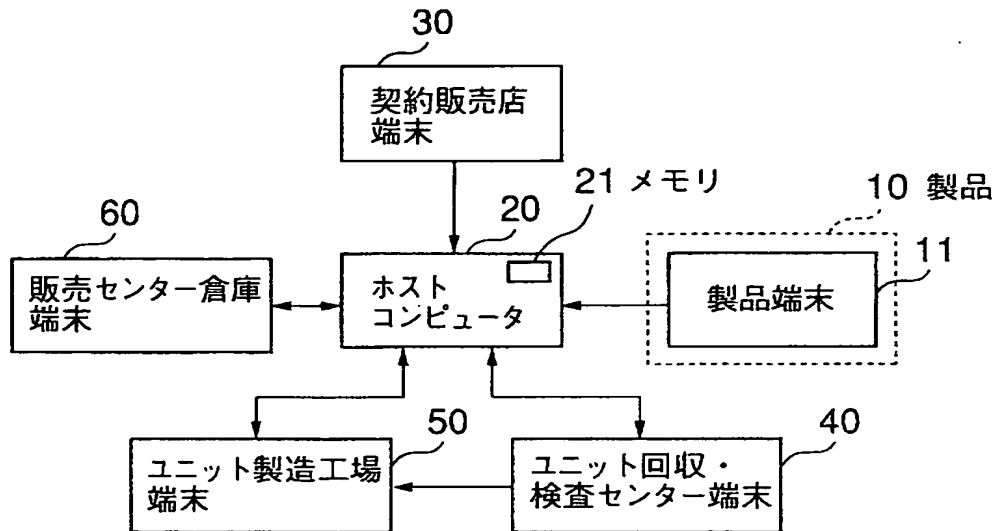 30
契約販売店
端末
21 メモリ
10 製品
60
20
11
販売センター倉庫
端末
ホスト
コンピュータ
製品端末
50
40
ユニット製造工場
端末
ユニット回収・
検査センター端末